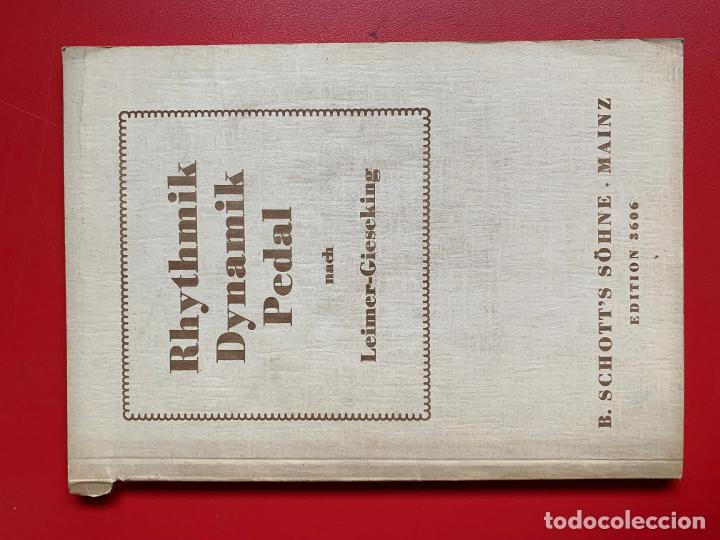 Rhythmik
Dynamik
Pedal
nach
Leimer-Gieseking
B. SCHOTT'S SÖHNE · MAINZ
EDITION 3606
todocoleccion